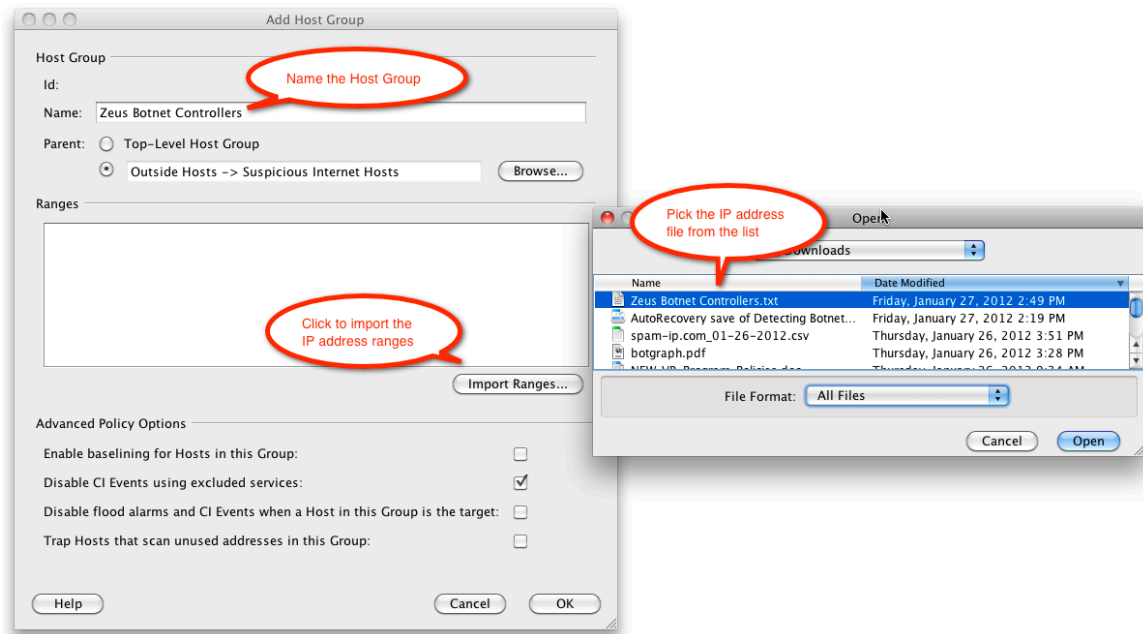 Add Host Group
Host Group
Name the Host Group
Id:
Name: Zeus Botnet Controllers
Parent: Top-Level Host Group
Outside Hosts -> Suspicious Internet Hosts Browse...
Ranges
Click to import the
IP address ranges
Import Ranges...
Advanced Policy Options
Enable baselining for Hosts in this Group:
Disable CI Events using excluded services:
Disable flood alarms and CI Events when a Host in this Group is the target:
Trap Hosts that scan unused addresses in this Group:
Help Cancel OK
Open
Pick the IP address
file from the list
Downloads
Name Date Modified
Zeus Botnet Controllers.txt Friday, January 27, 2012 2:49 PM
AutoRecovery save of Detecting Botnet... Friday, January 27, 2012 2:19 PM
spam-ip.com_01-26-2012.csv Thursday, January 26, 2012 3:51 PM
botgraph.pdf Thursday, January 26, 2012 3:28 PM
File Format: All Files
Cancel Open